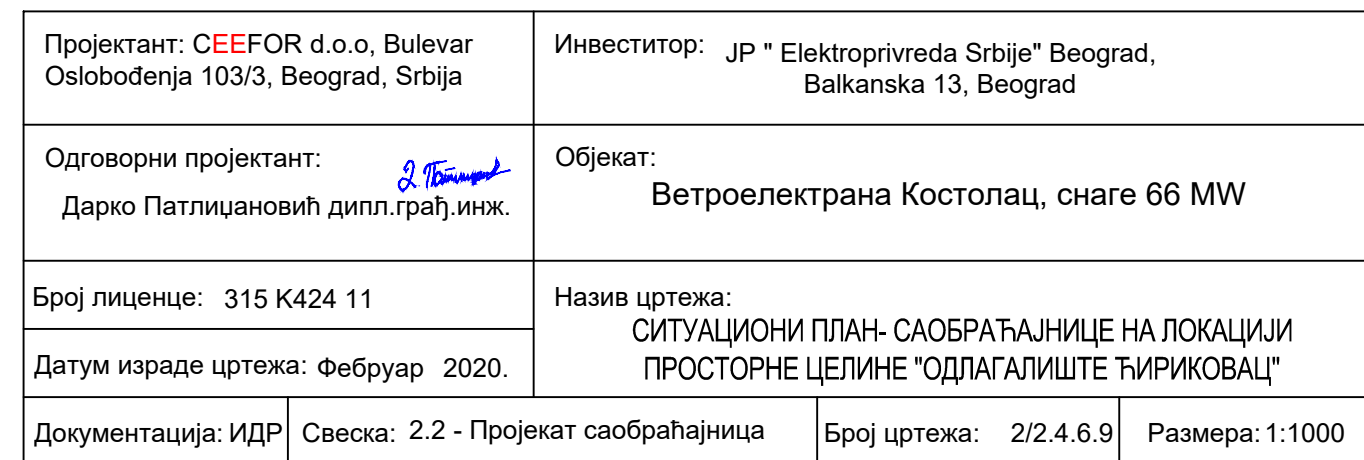 Пројектант: CEEFOR d.o.o, Bulevar
Oslobođenja 103/3, Beograd, Srbija
Инвеститор: JP " Elektroprivreda Srbije" Beograd,
Balkanska 13, Beograd
Одговорни пројектант:
Дарко Патлиџановић дипл.грађ.инж.
Објекат:
Ветроелектрана Костолац, снаге 66 MW
Број лиценце: 315 K424 11
Датум израде цртежа: Фебруар 2020.
Назив цртежа:
СИТУАЦИОНИ ПЛАН- САОБРАЋАЈНИЦЕ НА ЛОКАЦИЈИ
ПРОСТОРНЕ ЦЕЛИНЕ "ОДЛАГАЛИШТЕ ЋИРИКОВАЦ"
Документација: ИДР Свеска: 2.2 - Пројекат саобраћајница Број цртежа: 2/2.4.6.9 Размера: 1:1000